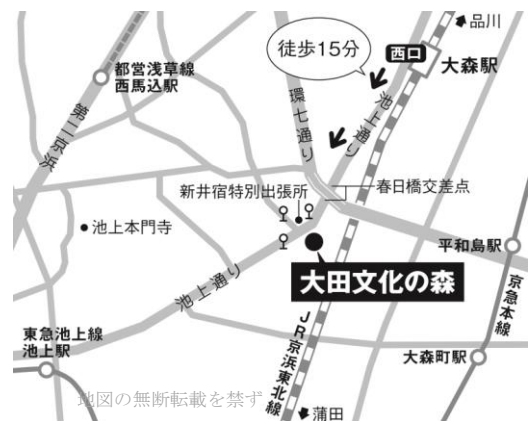 品川
徒歩15分
西口
大森駅
都営浅草線
西馬込駅
第二京浜
環七通り
池上通り
新井宿特別出張所
春日橋交差点
池上本門寺
平和島駅
大田文化の森
池上通り
京急本線
東急池上線
池上駅
JR京浜東北線
大森町駅
地図の無断転載を禁ず
蒲田